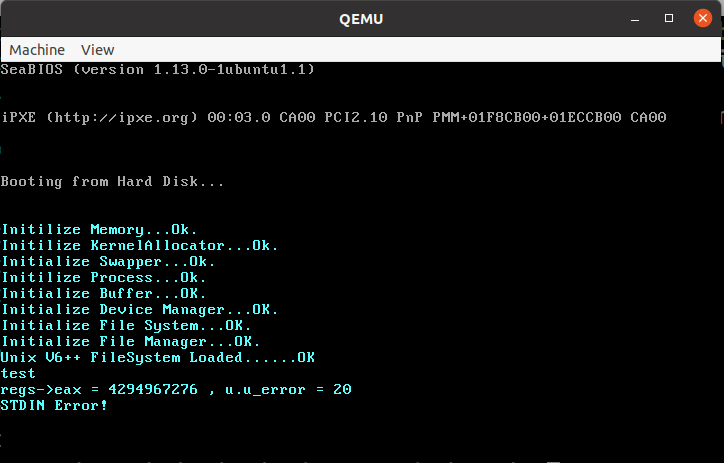 QEMU
Machine View
SeaBIOS (version 1.13.0-1ubuntu1.1)
iPXE (http://ipxe.org) 00:03.0 CA00 PCI2.10 PnP PMM+01F8CB00+01ECCB00 CA00
Booting from Hard Disk...
Initilize Memory...Ok.
Initilize KernelAllocator...Ok.
Initialize Swapper...Ok.
Initilize Process...Ok.
Initialize Buffer...OK.
Initialize Device Manager...OK.
Initialize File System...OK.
Initialize File Manager...OK.
Unix V6++ FileSystem Loaded......OK
test
regs->eax = 4294967276 , u.u_error = 20
STDIN Error!